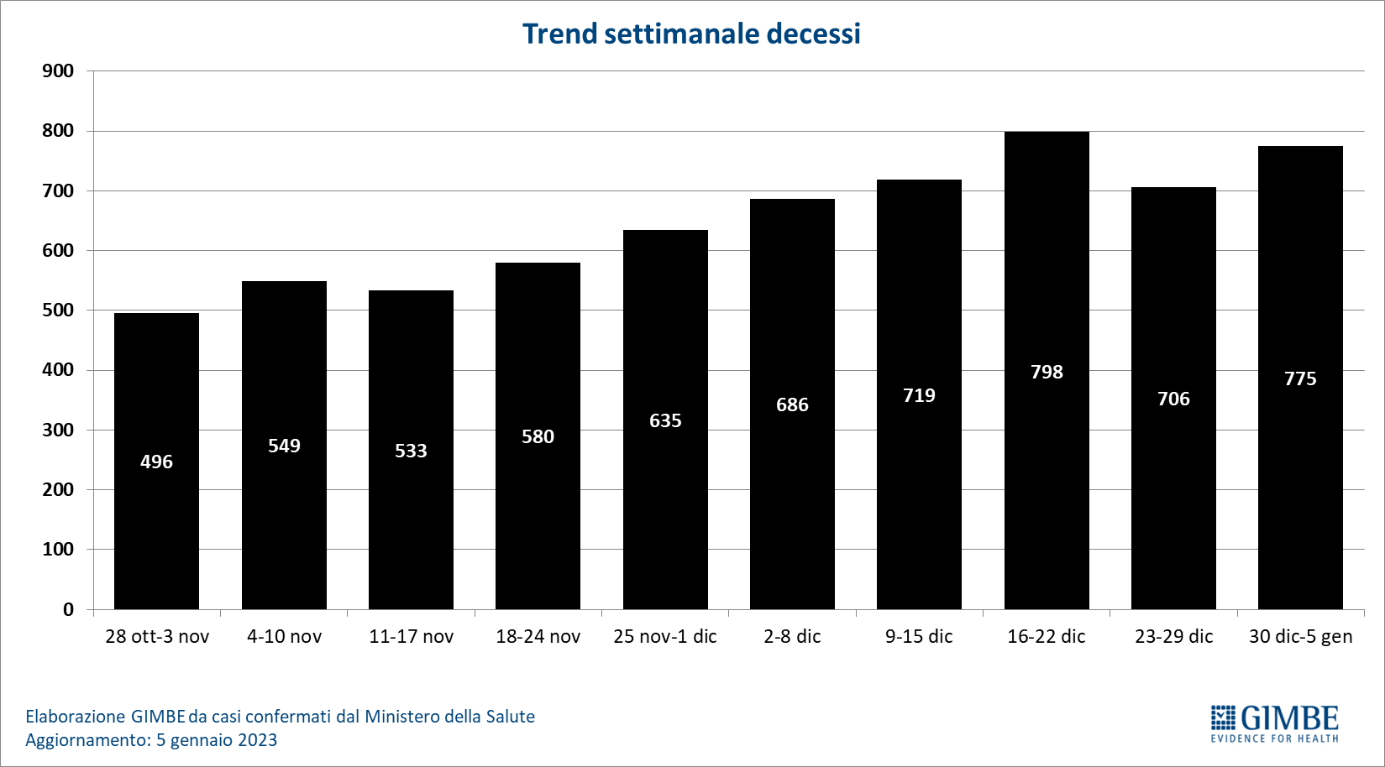 Trend settimanale decessi
900
800
700
600
500
400
300
200
100
0
496
549
533
580
635
686
719
798
706
775
28 ott-3 nov
4-10 nov
11-17 nov
18-24 nov
25 nov-1 dic
2-8 dic
9-15 dic
16-22 dic
23-29 dic
30 dic-5 gen
Elaborazione GIMBE da casi confermati dal Ministero della Salute
Aggiornamento: 5 gennaio 2023
GIMBE
EVIDENCE FOR HEALTH